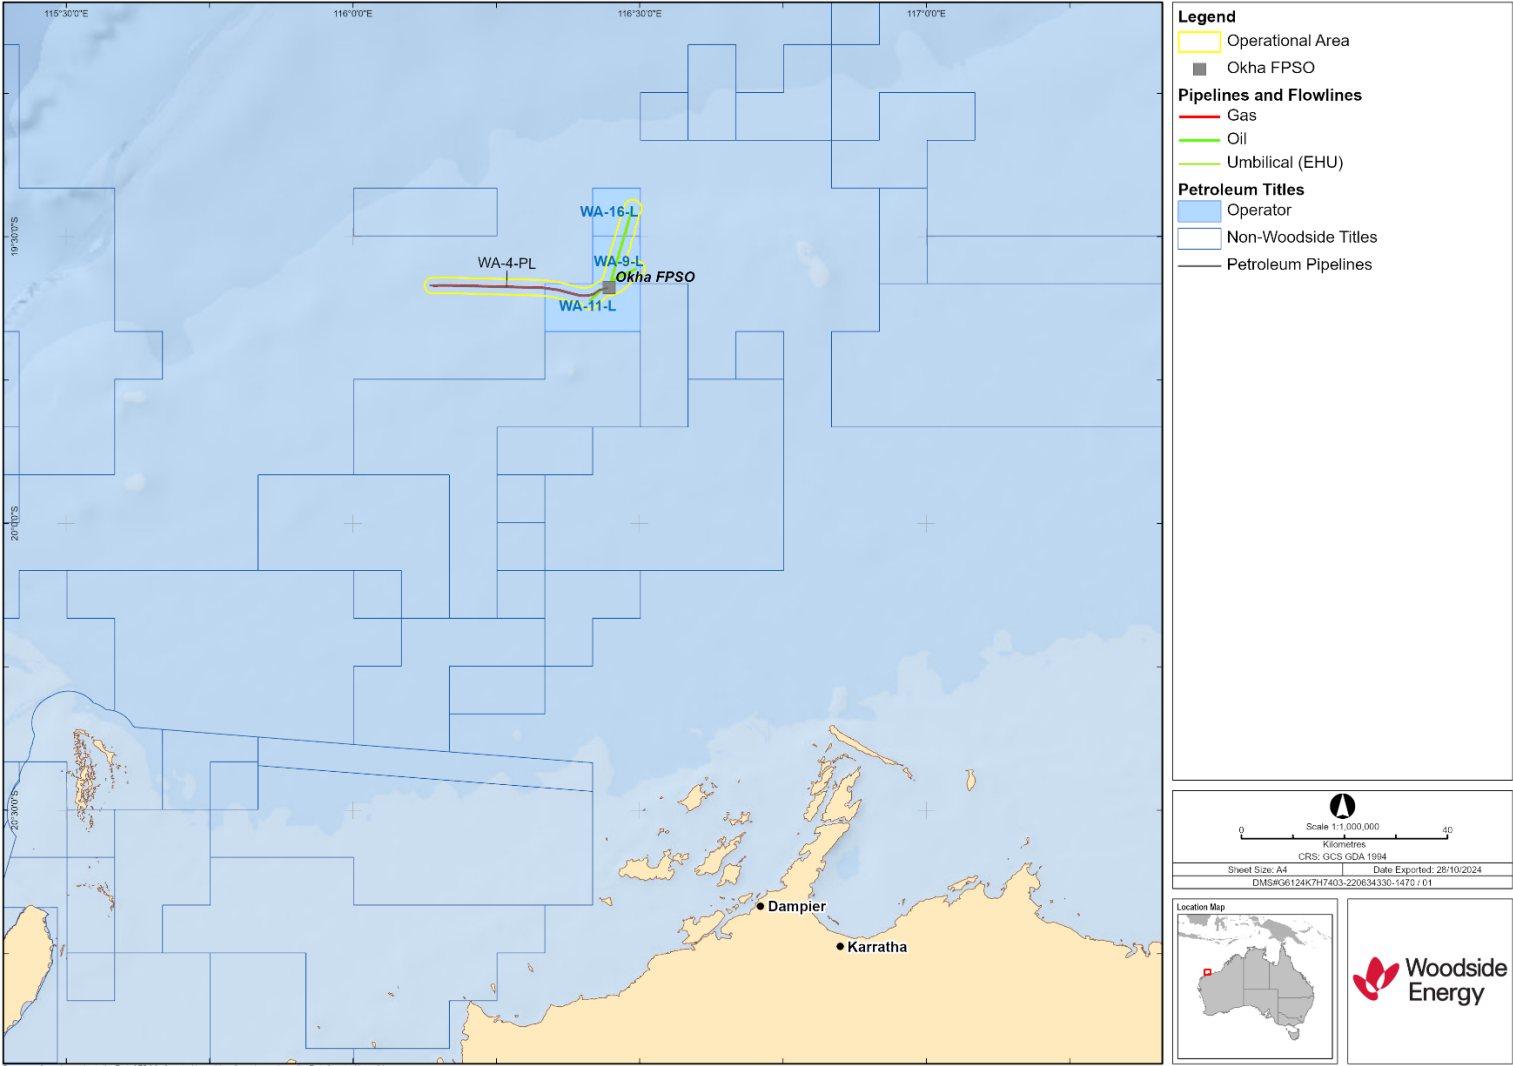 115°30'0"E
116°0'0"E
116°30'0"E
117°0'0"E
19°30'0"S
20°0'0"S
20°30'0"S
WA-16-L
WA-9-L
Okha FPSO
WA-4-PL
WA-11-L
Dampier
Karratha
Legend
Operational Area
Okha FPSO
Pipelines and Flowlines
Gas
Oil
Umbilical (EHU)
Petroleum Titles
Operator
Non-Woodside Titles
Petroleum Pipelines
0
Scale 1:1,000,000
40
Kilometres
CRS: GCS GDA 1994
Sheet Size: A4
Date Exported: 28/10/2024
DMS#G6124K7H7403-220634330-1470 / 01
Location Map
Woodside
Energy